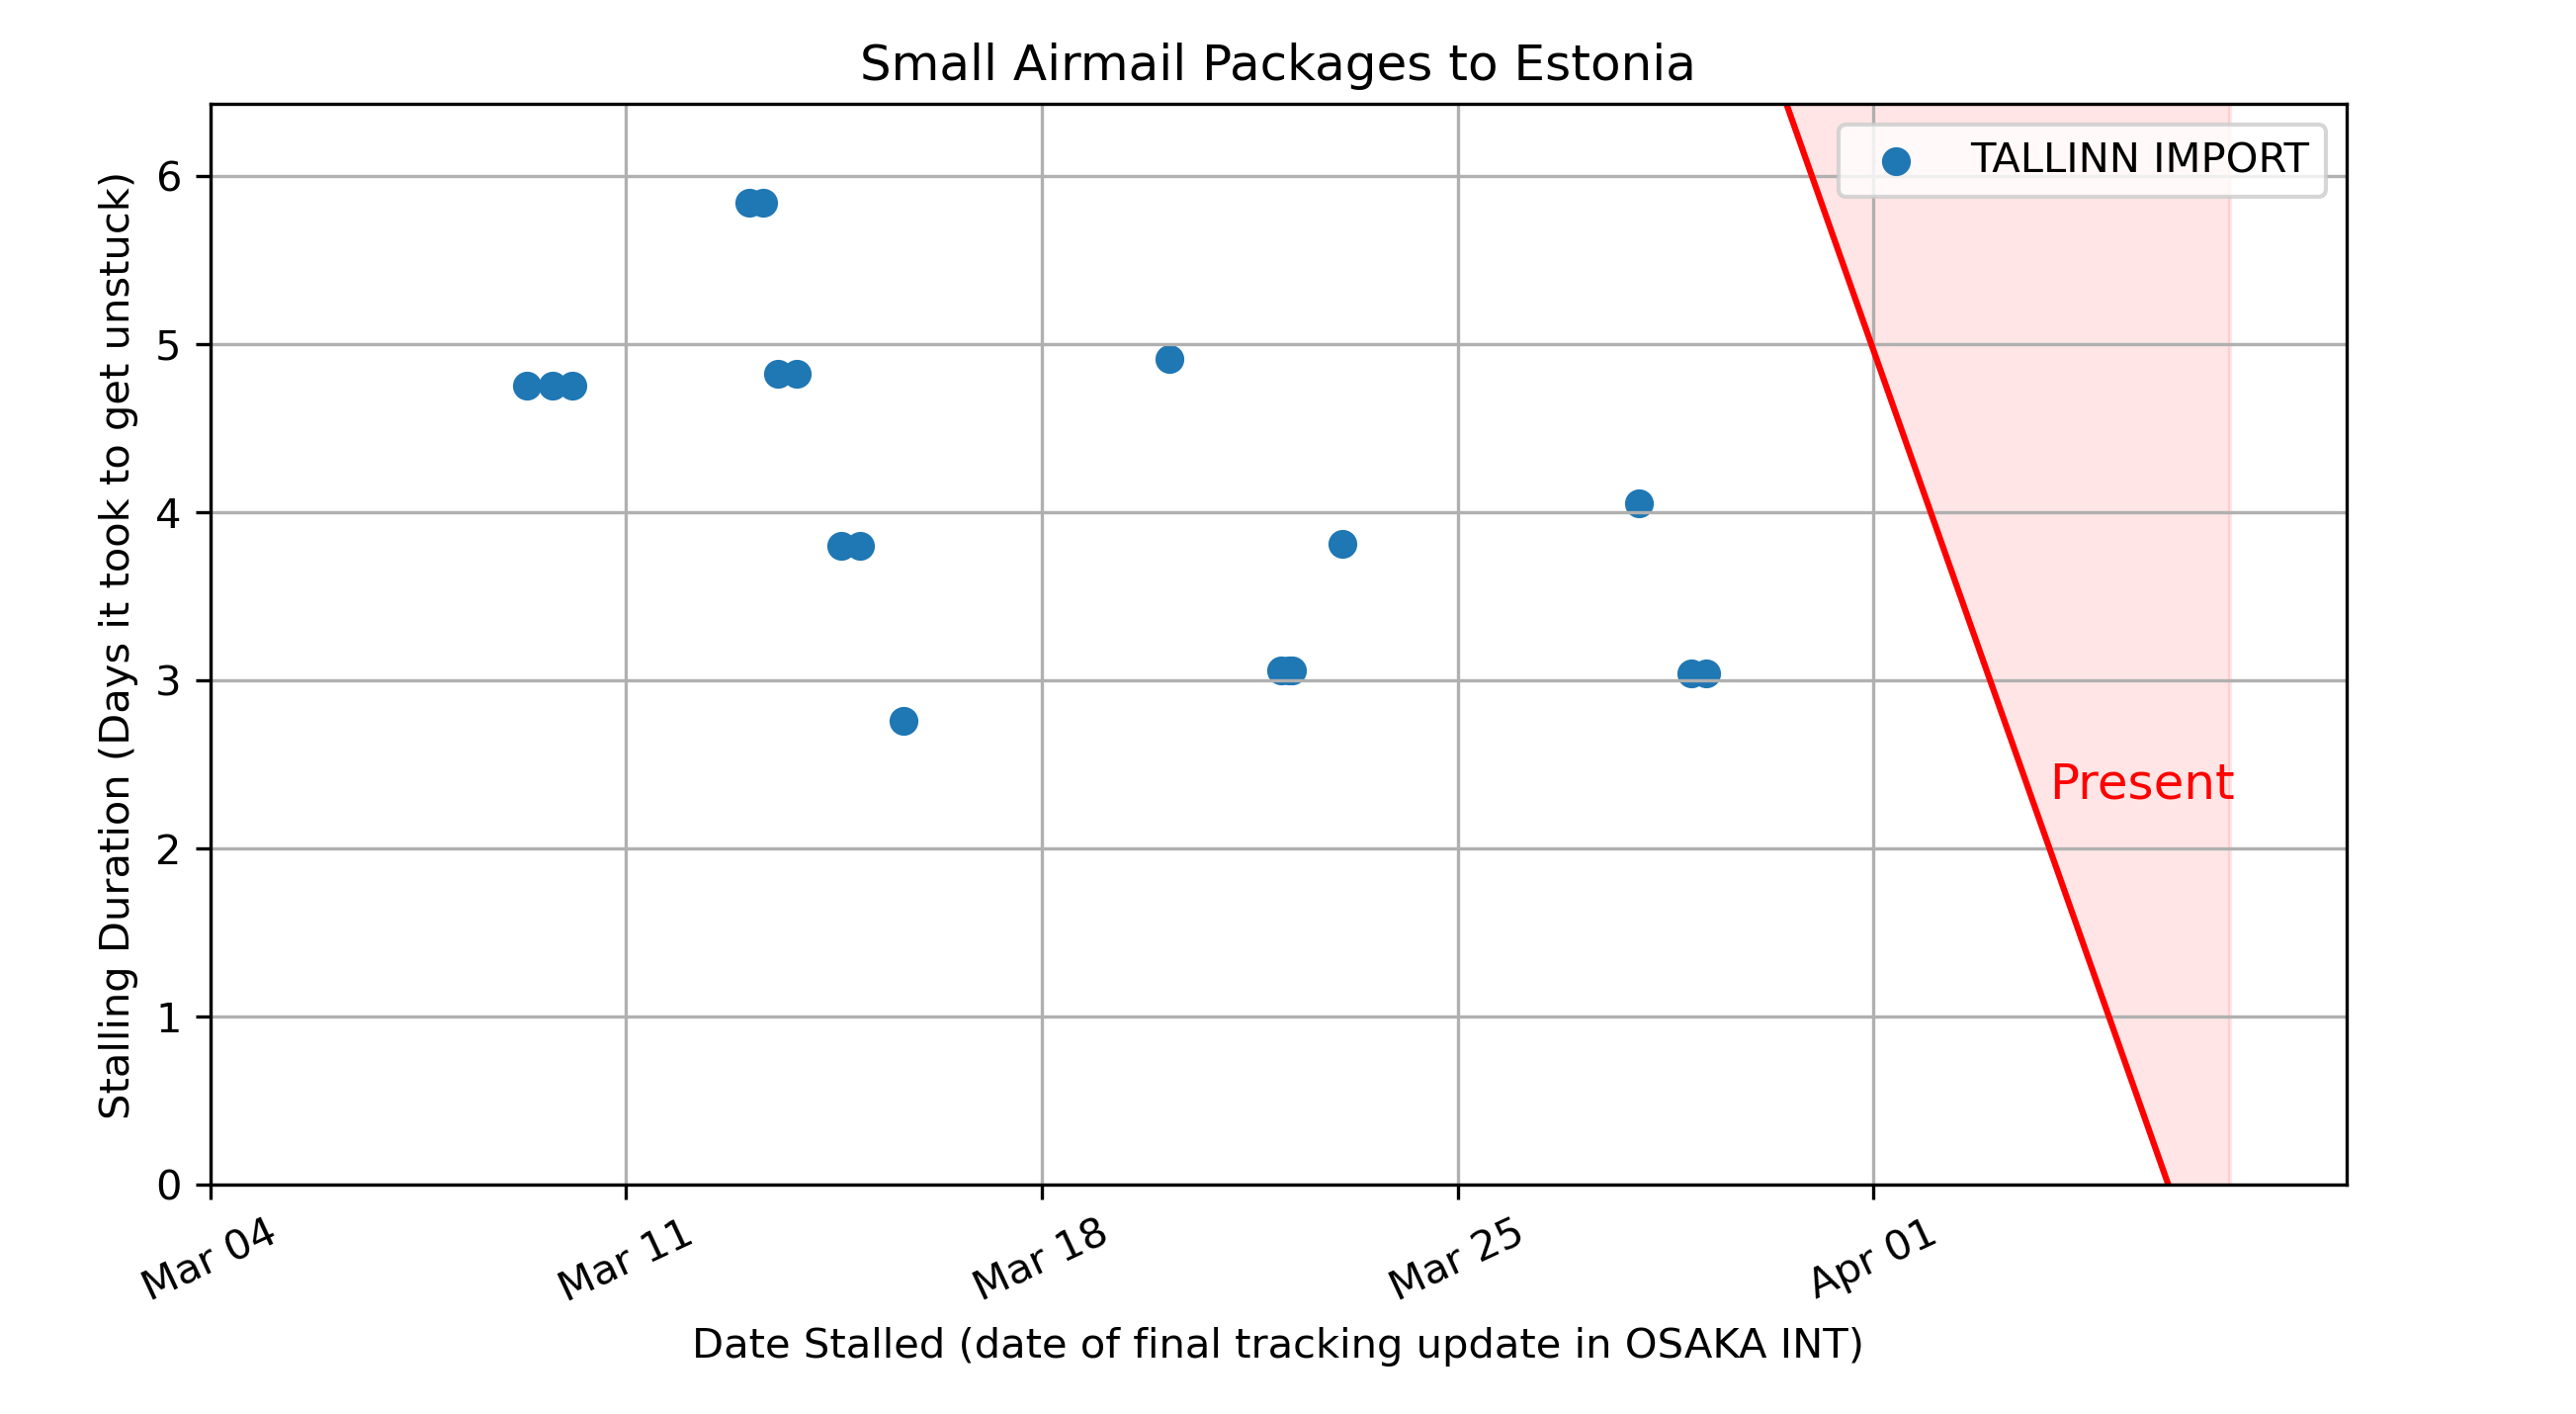 Small Airmail Packages to Estonia
TALLINN IMPORT
Stalling Duration (Days it took to get unstuck)
6
5
4
3
2
1
0
Present
Mar 04
Mar 11
Mar 18
Mar 25
Apr 01
Date Stalled (date of final tracking update in OSAKA INT)